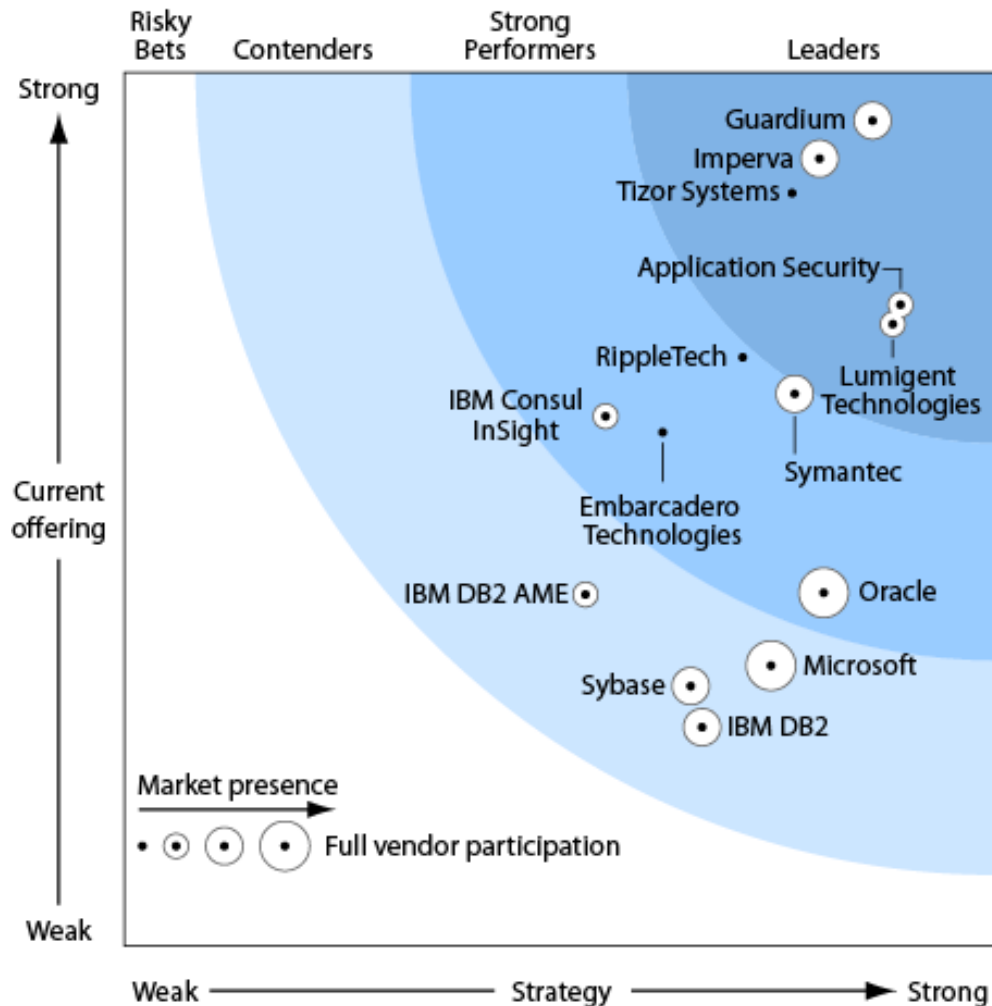 Risky
Bets
Contenders
Strong
Performers
Leaders
Strong
Guardium
Imperva
Tizor Systems
Application Security
RippleTech
Lumigent
Technologies
IBM Consul
InSight
Symantec
Current
offering
Embarcadero
Technologies
IBM DB2 AME
Oracle
Microsoft
Sybase
IBM DB2
Market presence
Full vendor participation
Weak
Weak
Strategy
Strong